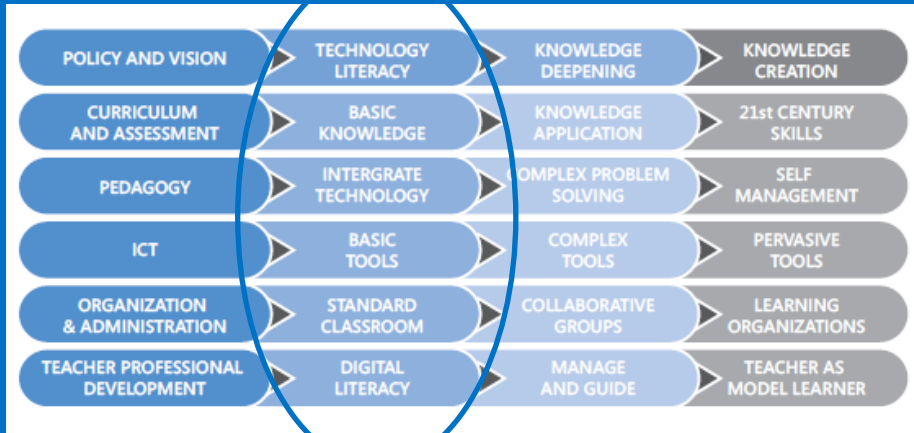 POLICY AND VISION
TECHNOLOGY
LITERACY
KNOWLEDGE
DEEPENING
KNOWLEDGE
CREATION
CURRICULUM
AND ASSESSMENT
BASIC
KNOWLEDGE
KNOWLEDGE
APPLICATION
21st CENTURY
SKILLS
PEDAGOGY
INTERGRATE
TECHNOLOGY
COMPLEX PROBLEM
SOLVING
SELF
MANAGEMENT
ICT
BASIC
TOOLS
COMPLEX
TOOLS
PERVASIVE
TOOLS
ORGANIZATION
& ADMINISTRATION
STANDARD
CLASSROOM
COLLABORATIVE
GROUPS
LEARNING
ORGANIZATIONS
TEACHER PROFESSIONAL
DEVELOPMENT
DIGITAL
LITERACY
MANAGE
AND GUIDE
TEACHER AS
MODEL LEARNER